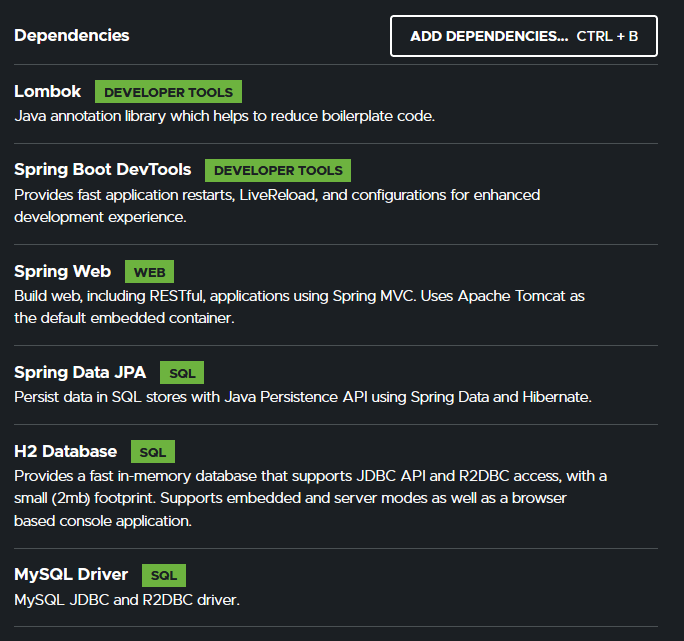 Dependencies
ADD DEPENDENCIES... CTRL + B
Lombok DEVELOPER TOOLS
Java annotation library which helps to reduce boilerplate code.
Spring Boot DevTools DEVELOPER TOOLS
Provides fast application restarts, LiveReload, and configurations for enhanced
development experience.
Spring Web WEB
Build web, including RESTful, applications using Spring MVC. Uses Apache Tomcat as
the default embedded container.
Spring Data JPA SQL
Persist data in SQL stores with Java Persistence API using Spring Data and Hibernate.
H2 Database SQL
Provides a fast in-memory database that supports JDBC API and R2DBC access, with a
small (2mb) footprint. Supports embedded and server modes as well as a browser
based console application.
MySQL Driver SQL
MySQL JDBC and R2DBC driver.